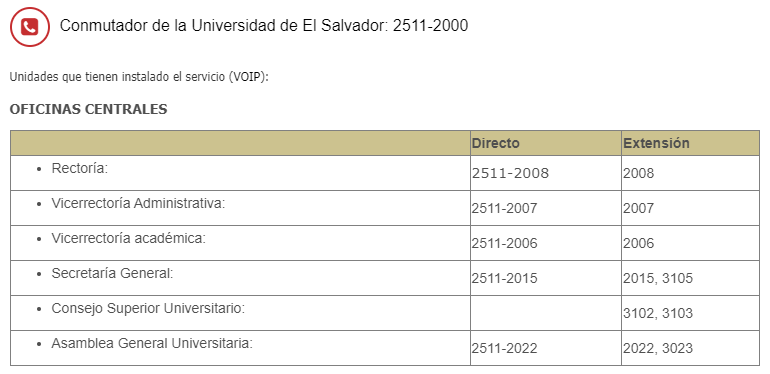 Conmutador de la Universidad de El Salvador: 2511-2000
Unidades que tienen instalado el servicio (VOIP):
OFICINAS CENTRALES
Directo Extensión
• Rectoría: 2511-2008 2008
• Vicerrectoría Administrativa: 2511-2007 2007
• Vicerrectoría académica: 2511-2006 2006
• Secretaría General: 2511-2015 2015, 3105
• Consejo Superior Universitario: 3102, 3103
• Asamblea General Universitaria: 2511-2022 2022, 3023